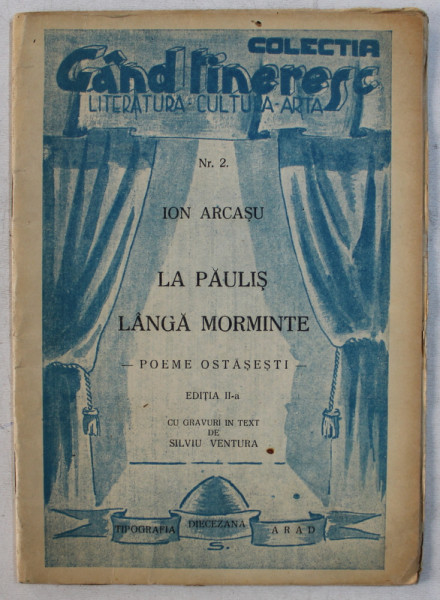 COLECTIA
Gând tineresc
LITERATURA-CULTURA-ARTA
Nr. 2.
ION ARCAȘU
LA PĂULIȘ
LÂNGĂ MORMINTE
— POEME OSTĂȘEȘTI —
EDIȚIA II-a
CU GRAVURI IN TEXT
DE
SILVIU VENTURA
TIPOGRAFIA DIECEZANĂ ARAD
S.